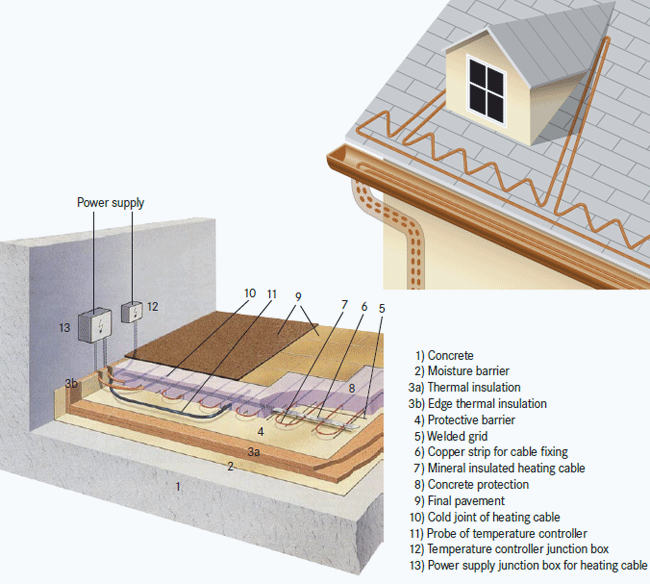 Power supply
10
11
9
7
6
5
12
13
3b
8
4
3a
2
1
1) Concrete
2) Moisture barrier
3a) Thermal insulation
3b) Edge thermal insulation
4) Protective barrier
5) Welded grid
6) Copper strip for cable fixing
7) Mineral insulated heating cable
8) Concrete protection
9) Final pavement
10) Cold joint of heating cable
11) Probe of temperature controller
12) Temperature controller junction box
13) Power supply junction box for heating cable